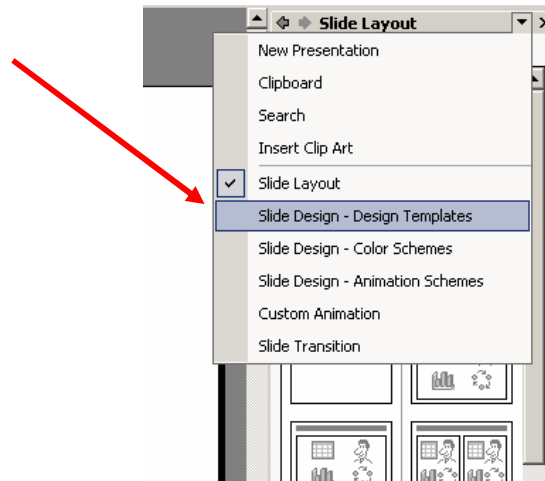 Slide Layout
New Presentation
Clipboard
Search
Insert Clip Art
Slide Layout
Slide Design - Design Templates
Slide Design - Color Schemes
Slide Design - Animation Schemes
Custom Animation
Slide Transition